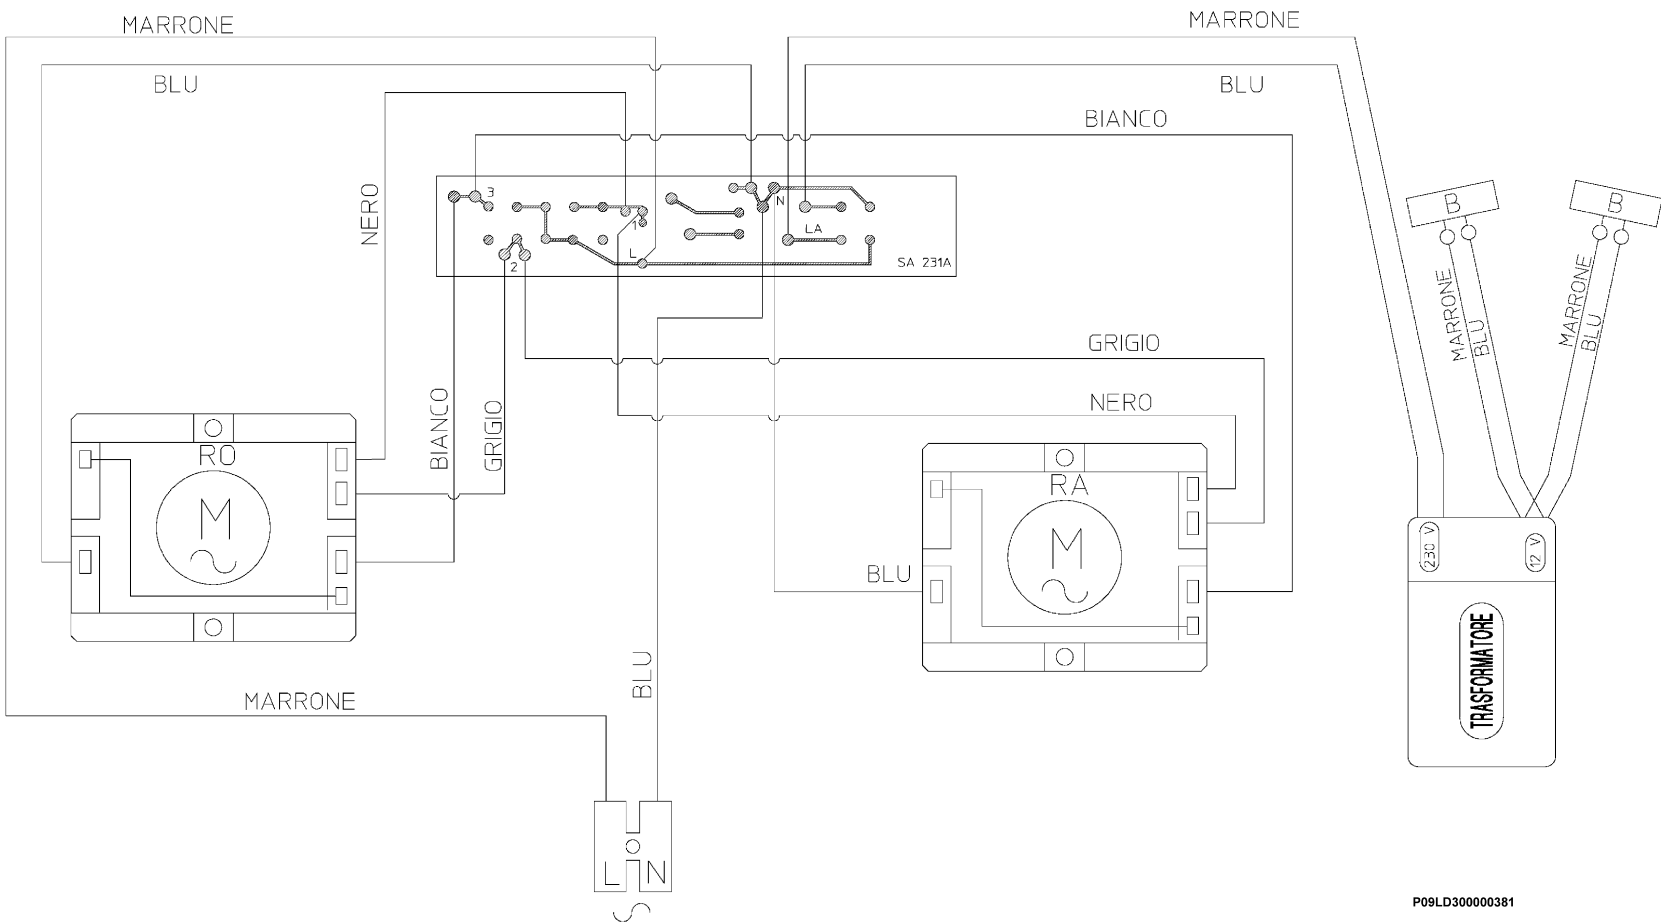 MARRONE
MARRONE
BLU
BLU
BIANCO
NERO
3
N
1
LA
L
2
SA 231A
B
B
MARRONE
BLU
MARRONE
BLU
GRIGIO
BIANCO
GRIGIO
NERO
RO
M
RA
M
BLU
230 V
12 V
TRASFORMATORE
BLU
MARRONE
L
N
P09LD300000381